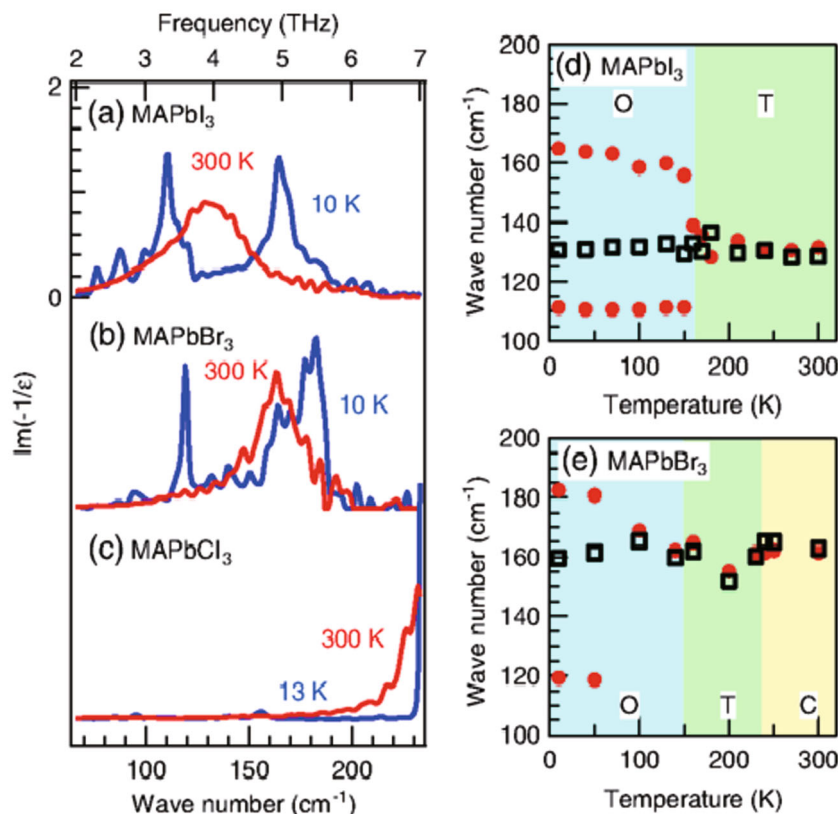 Frequency (THz)
2 3 4 5 6 7
2
(a) MAPbI3
300 K
10 K
0
(b) MAPbBr3
300 K
10 K
Im(-1/ε)
(c) MAPbCl3
300 K
13 K
100 150 200
Wave number (cm-1)
200
(d) MAPbI3
O T
180
160
140
120
100
Wave number (cm-1)
0 100 200 300
Temperature (K)
200
(e) MAPbBr3
180
160
140
120
100
Wave number (cm-1)
O T C
0 100 200 300
Temperature (K)